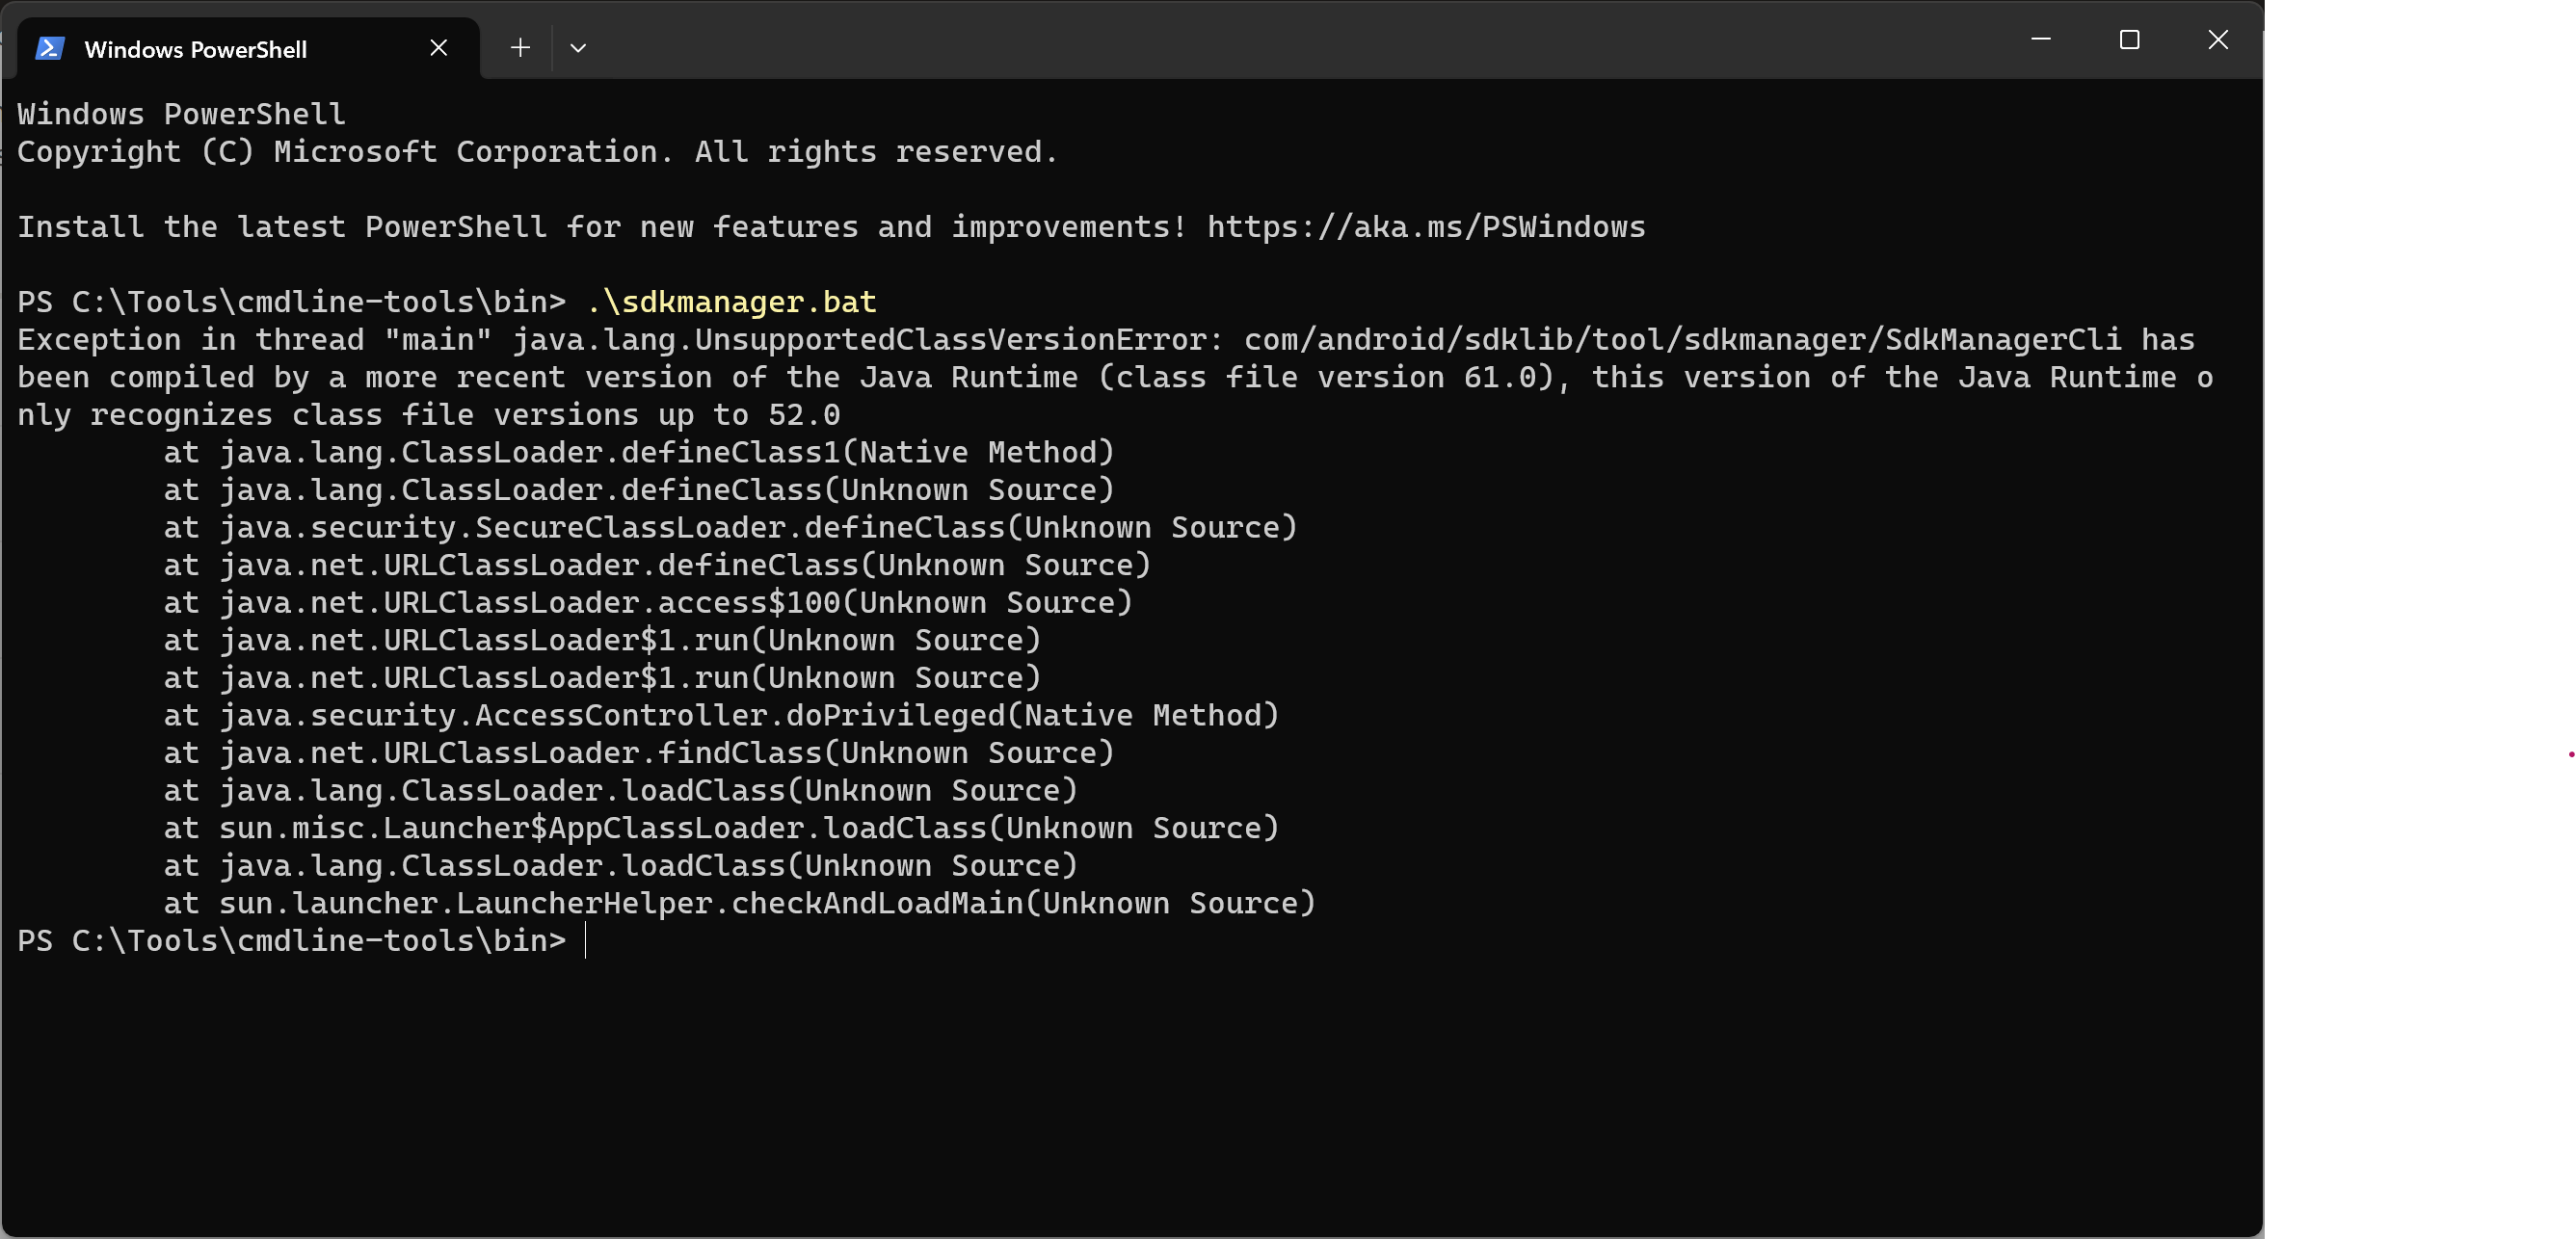 Windows PowerShell
Windows PowerShell
Copyright (C) Microsoft Corporation. All rights reserved.
Install the latest PowerShell for new features and improvements! https://aka.ms/PSWindows
PS C:\Tools\cmdline-tools\bin> .\sdkmanager.bat
Exception in thread "main" java.lang.UnsupportedClassVersionError: com/android/sdklib/tool/sdkmanager/SdkManagerCli has
been compiled by a more recent version of the Java Runtime (class file version 61.0), this version of the Java Runtime o
nly recognizes class file versions up to 52.0
at java.lang.ClassLoader.defineClass1(Native Method)
at java.lang.ClassLoader.defineClass(Unknown Source)
at java.security.SecureClassLoader.defineClass(Unknown Source)
at java.net.URLClassLoader.defineClass(Unknown Source)
at java.net.URLClassLoader.access$100(Unknown Source)
at java.net.URLClassLoader$1.run(Unknown Source)
at java.net.URLClassLoader$1.run(Unknown Source)
at java.security.AccessController.doPrivileged(Native Method)
at java.net.URLClassLoader.findClass(Unknown Source)
at java.lang.ClassLoader.loadClass(Unknown Source)
at sun.misc.Launcher$AppClassLoader.loadClass(Unknown Source)
at java.lang.ClassLoader.loadClass(Unknown Source)
at sun.launcher.LauncherHelper.checkAndLoadMain(Unknown Source)
PS C:\Tools\cmdline-tools\bin>